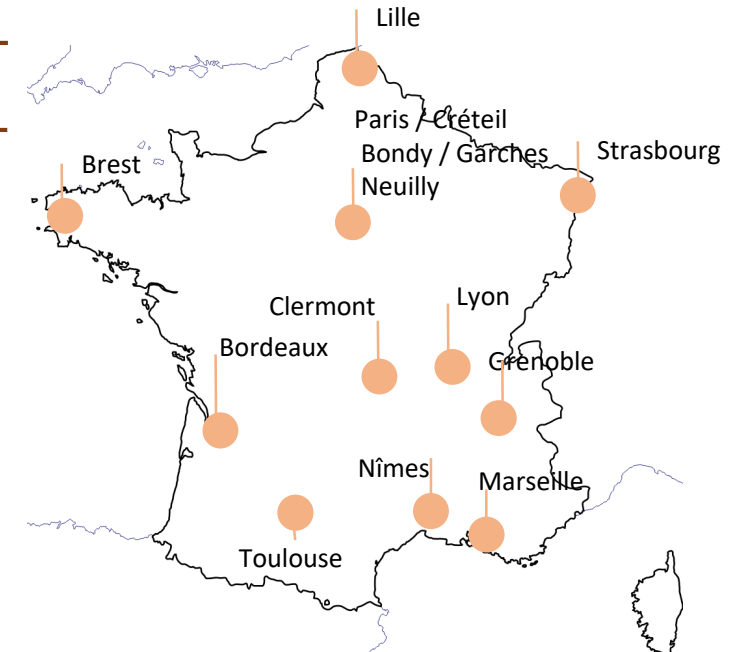 Lille
Paris / Créteil
Bondy / Garches
Neuilly
Strasbourg
Brest
Clermont
Lyon
Bordeaux
Grenoble
Nîmes
Marseille
Toulouse